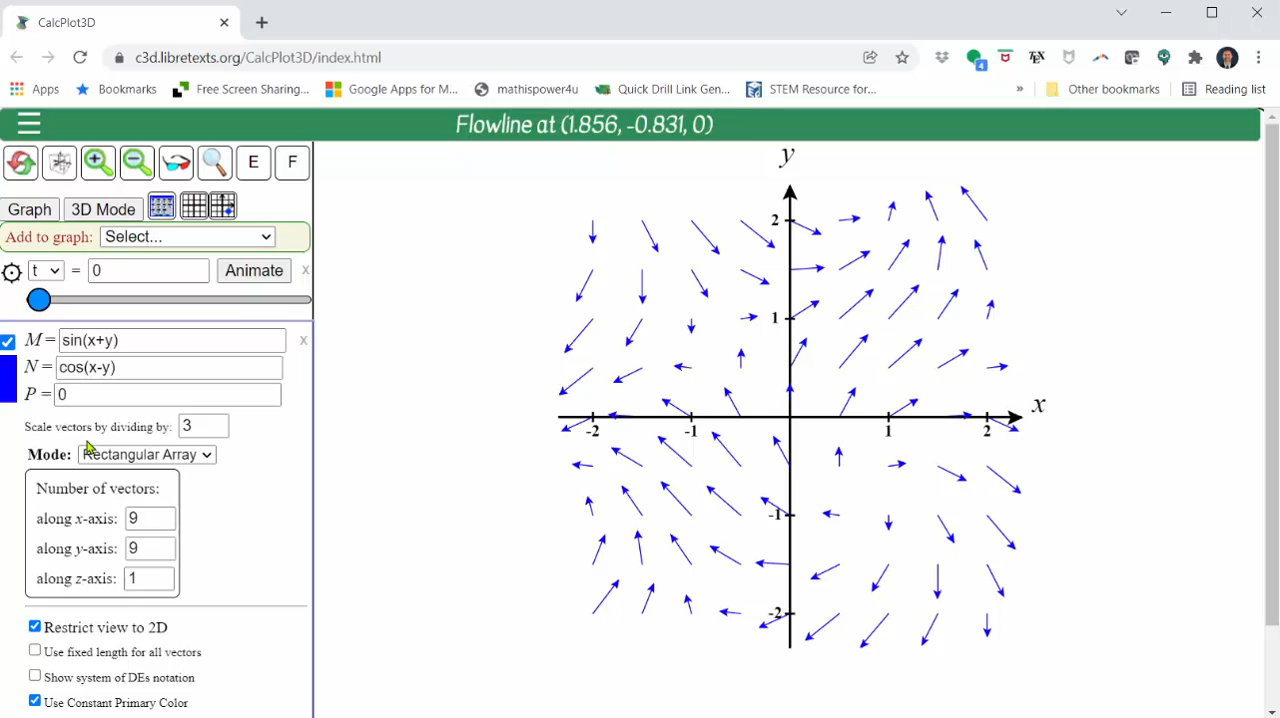 CalcPlot3D
c3d.libretexts.org/CalcPlot3D/index.html
4
TEX
Apps
Bookmarks
Free Screen Sharing...
Google Apps for M...
mathispower4u
Quick Drill Link Gen...
STEM Resource for...
»
Other bookmarks
Reading list
Flowline at (1.856, -0.831, 0)
E
F
Graph
3D Mode
Add to graph:
Select...
t
=
0
Animate
x
M = sin(x+y)
x
N = cos(x-y)
P = 0
Scale vectors by dividing by: 3
Mode: Rectangular Array
Number of vectors:
along x-axis: 9
along y-axis: 9
along z-axis: 1
Restrict view to 2D
Use fixed length for all vectors
Show system of DEs notation
Use Constant Primary Color
y
2
1
x
-2
-1
1
2
-1
-2